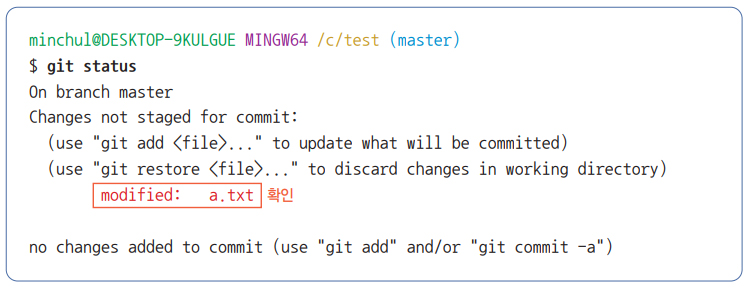 minchul@DESKTOP-9KULGUE MINGW64 /c/test (master)
$ git status
On branch master
Changes not staged for commit:
  (use "git add <file>..." to update what will be committed)
  (use "git restore <file>..." to discard changes in working directory)
        modified:   a.txt 확인
no changes added to commit (use "git add" and/or "git commit -a")